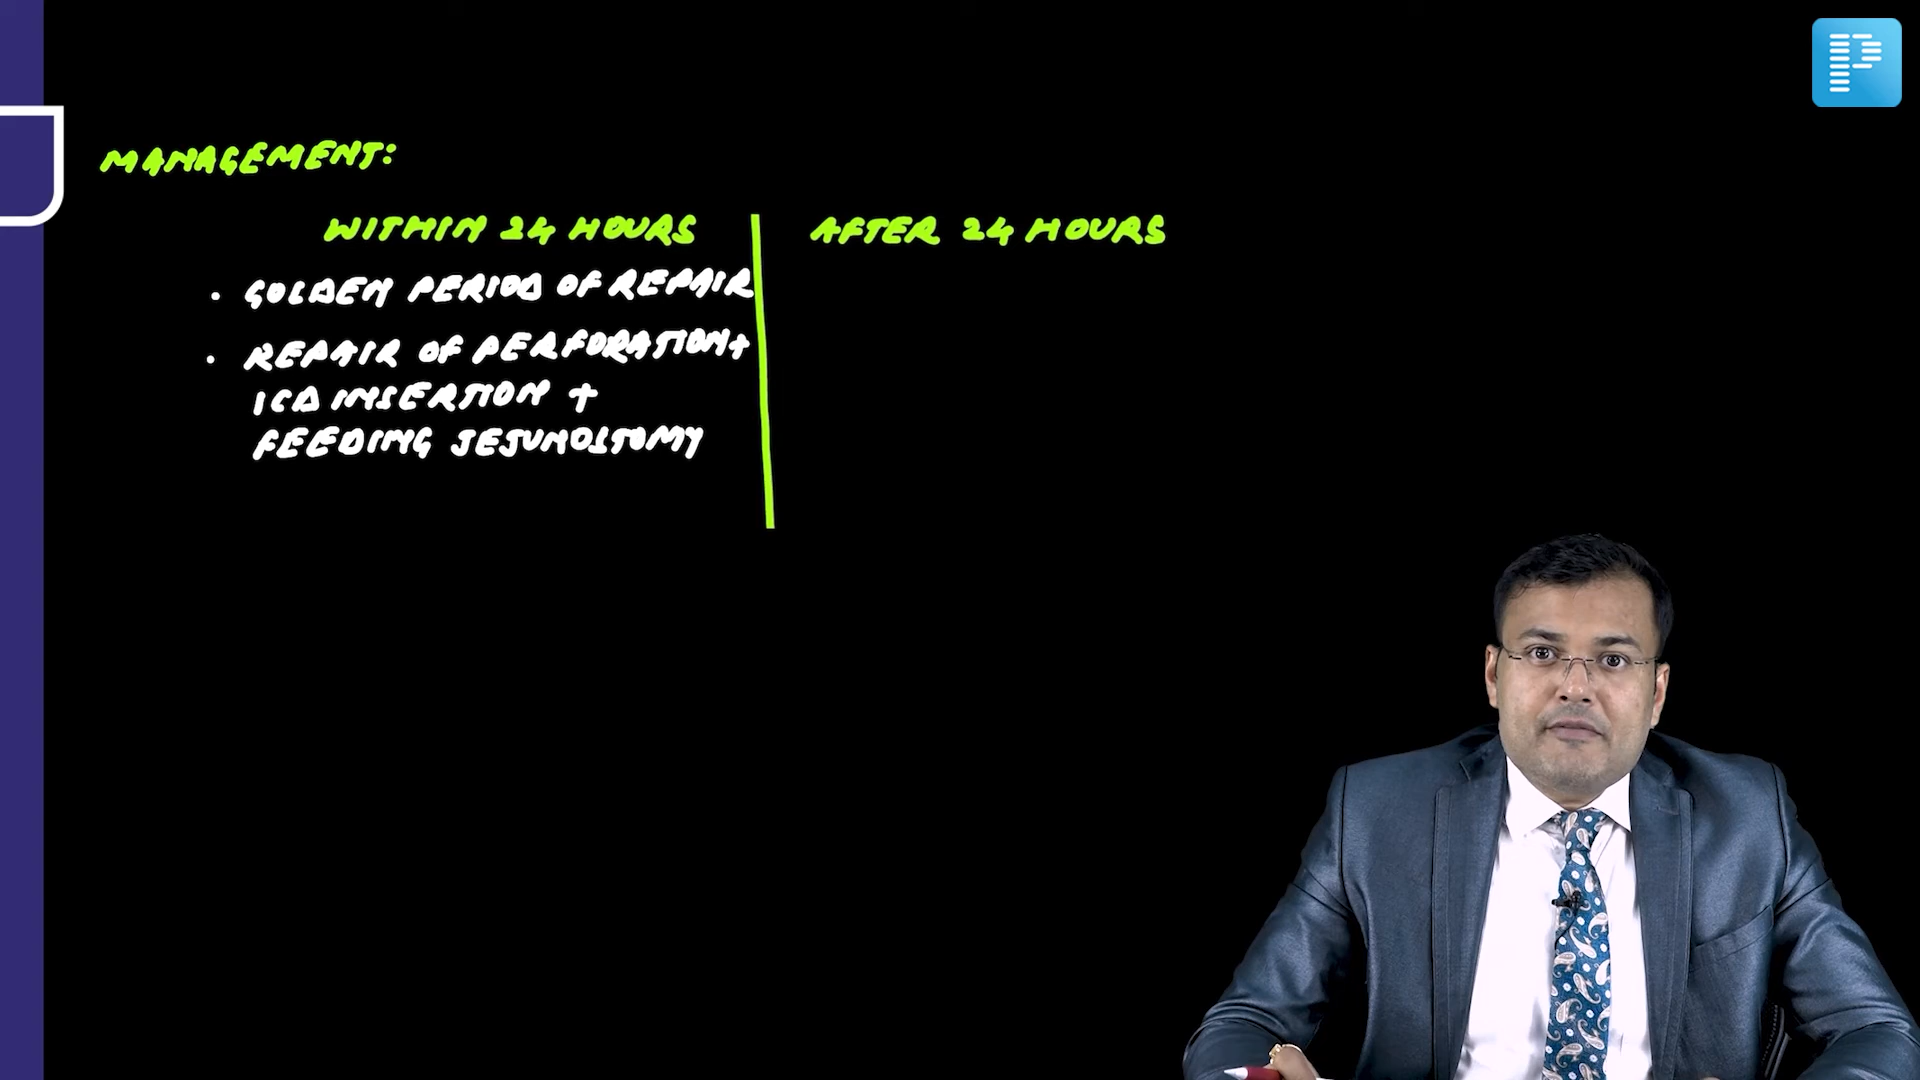 MANAGEMENT:
WITHIN 24 HOURS
• GOLDEN PERIOD OF REPAIR
• REPAIR OF PERFORATION +
ICD INSERTION +
FEEDING JEJUNOSTOMY
AFTER 24 HOURS